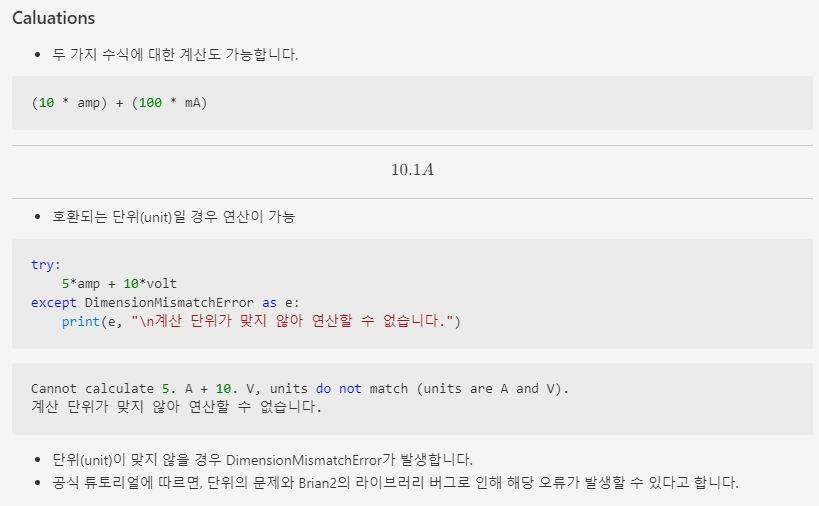 Caluations
• 두 가지 수식에 대한 계산도 가능합니다.
(10 * amp) + (100 * mA)
10.1A
• 호환되는 단위(unit)일 경우 연산이 가능
try:
    5*amp + 10*volt
except DimensionMismatchError as e:
    print(e, "\n계산 단위가 맞지 않아 연산할 수 없습니다.")
Cannot calculate 5. A + 10. V, units do not match (units are A and V).
계산 단위가 맞지 않아 연산할 수 없습니다.
• 단위(unit)이 맞지 않을 경우 DimensionMismatchError가 발생합니다.
• 공식 튜토리얼에 따르면, 단위의 문제와 Brian2의 라이브러리 버그로 인해 해당 오류가 발생할 수 있다고 합니다.